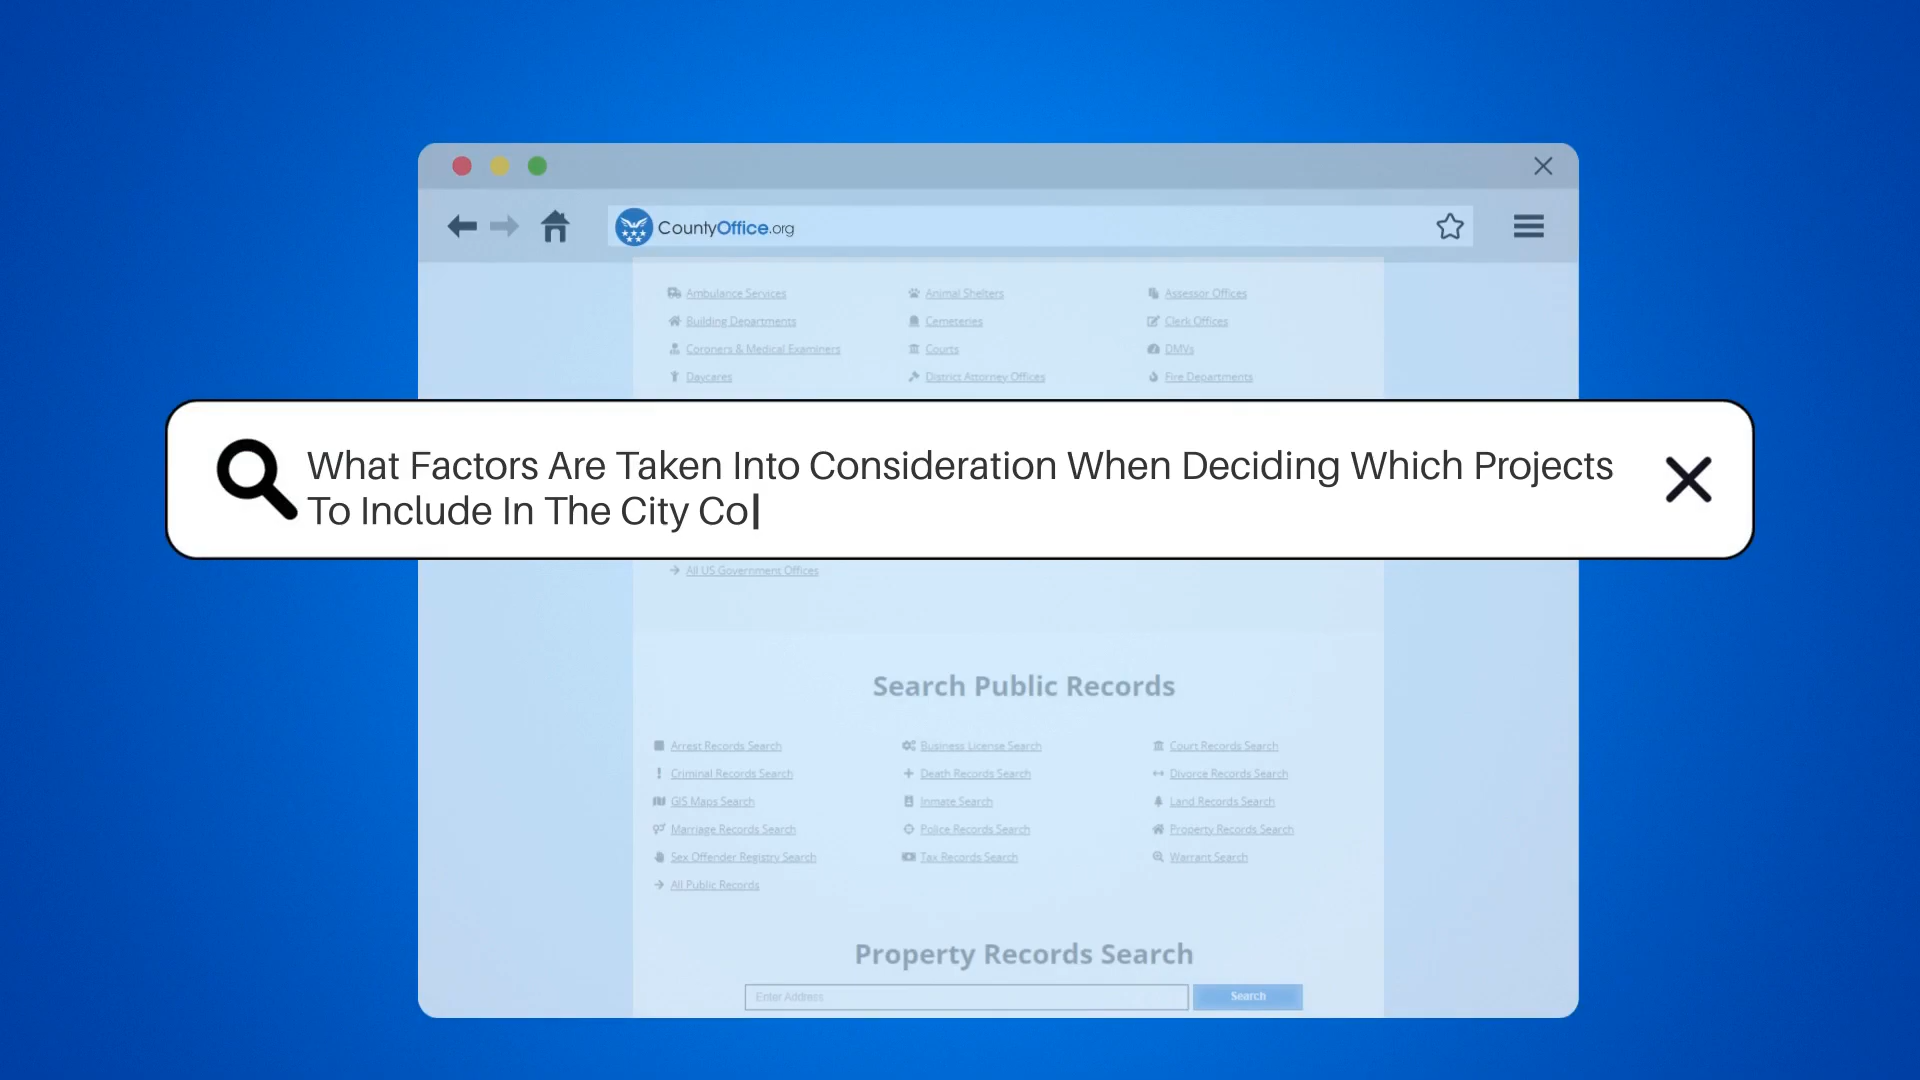 CountyOffice.org
Ambulance Services Animal Shelters Assessor Offices
Building Departments Cemeteries Clerk Offices
Coroners & Medical Examiners Courts DMVs
Daycares District Attorney Offices Fire Departments
What Factors Are Taken Into Consideration When Deciding Which Projects
To Include In The City Co
All US Government Offices
Search Public Records
Arrest Records Search Business License Search Court Records Search
Criminal Records Search Death Records Search Divorce Records Search
GIS Maps Search Inmate Search Land Records Search
Marriage Records Search Police Records Search Property Records Search
Sex Offender Registry Search Tax Records Search Warrant Search
All Public Records
Property Records Search
Enter Address Search